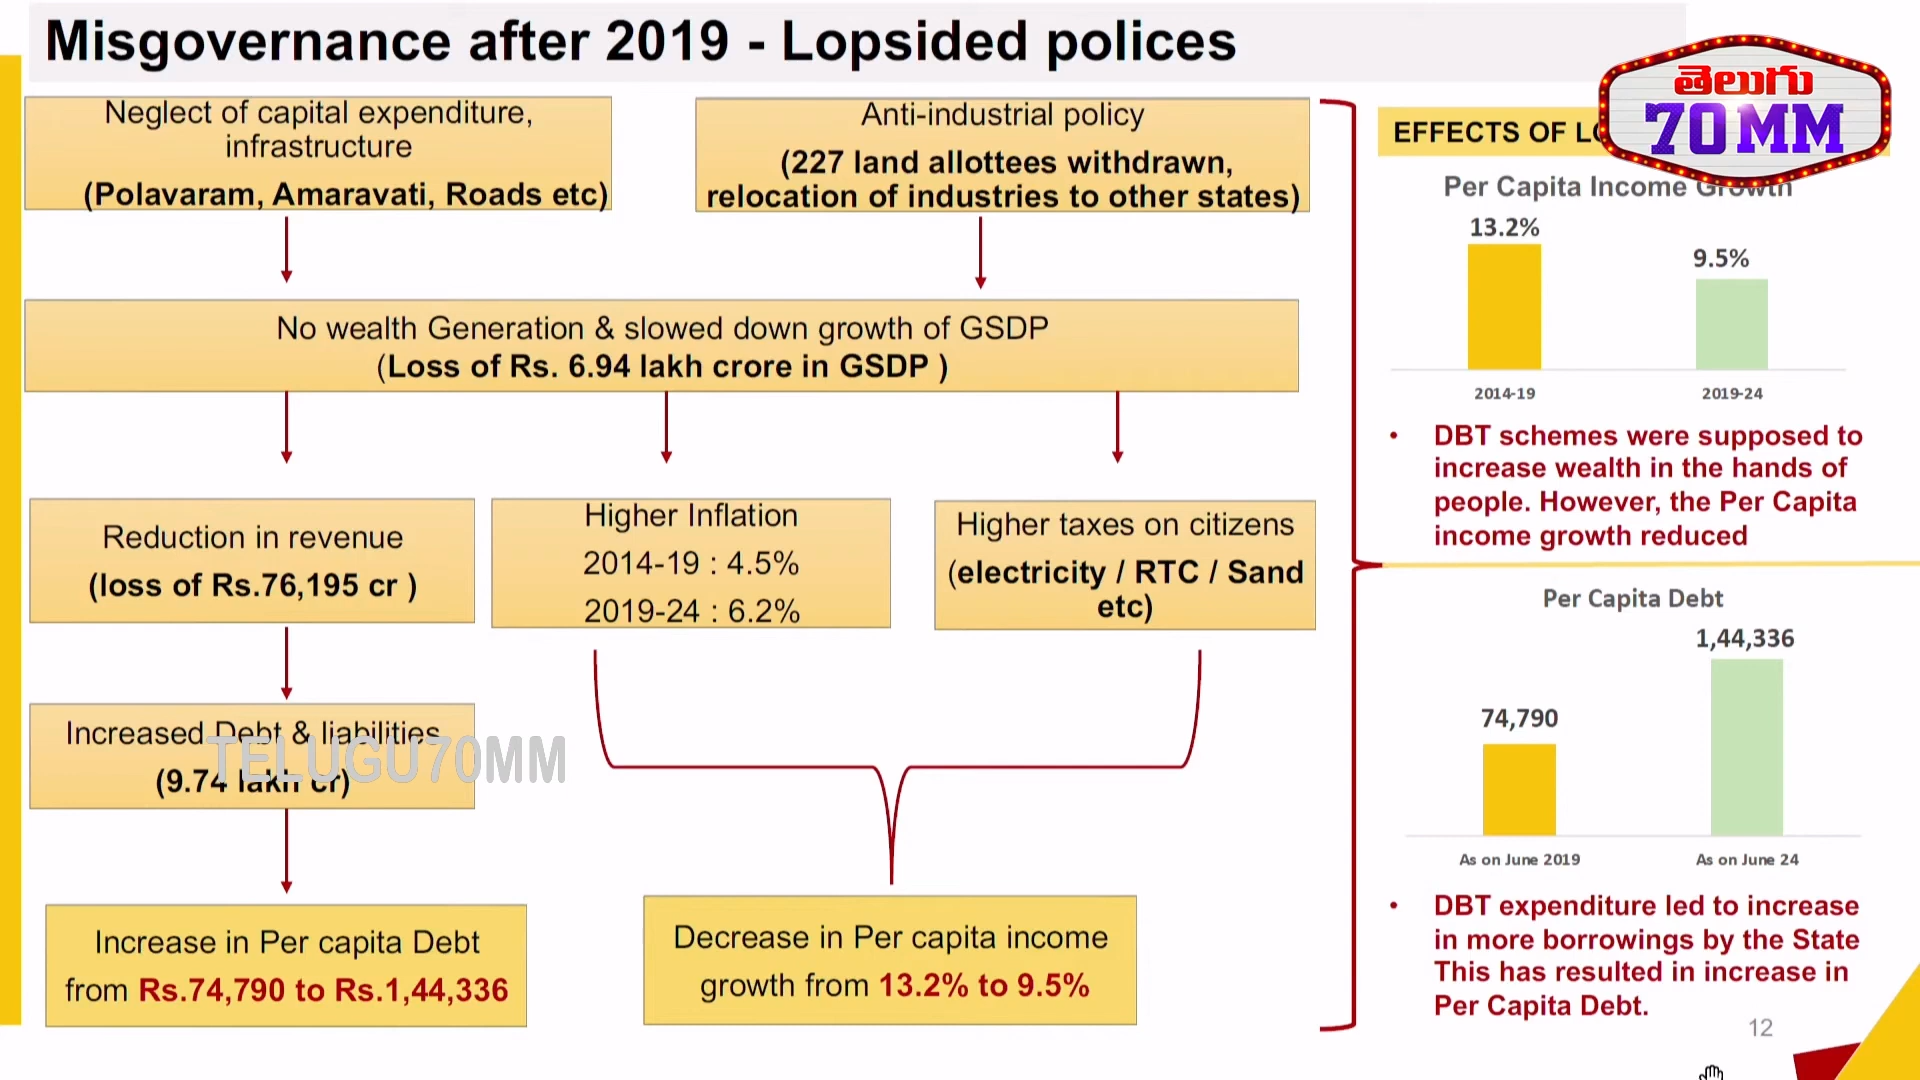 Misgovernance after 2019 - Lopsided polices
తెలుగు
70MM
Neglect of capital expenditure,
infrastructure
(Polavaram, Amaravati, Roads etc)
Anti-industrial policy
(227 land allottees withdrawn,
relocation of industries to other states)
No wealth Generation & slowed down growth of GSDP
(Loss of Rs. 6.94 lakh crore in GSDP )
Reduction in revenue
(loss of Rs.76,195 cr )
Higher Inflation
2014-19 : 4.5%
2019-24 : 6.2%
Higher taxes on citizens
(electricity / RTC / Sand
etc)
Increased Debt & liabilities
(9.74 lakh cr)
TELUGU70MM
Increase in Per capita Debt
from Rs.74,790 to Rs.1,44,336
Decrease in Per capita income
growth from 13.2% to 9.5%
EFFECTS OF
Per Capita Income Growth
13.2%
9.5%
2014-19
2019-24
• DBT schemes were supposed to
increase wealth in the hands of
people. However, the Per Capita
income growth reduced
Per Capita Debt
1,44,336
74,790
As on June 2019
As on June 24
• DBT expenditure led to increase
in more borrowings by the State
This has resulted in increase in
Per Capita Debt.
12